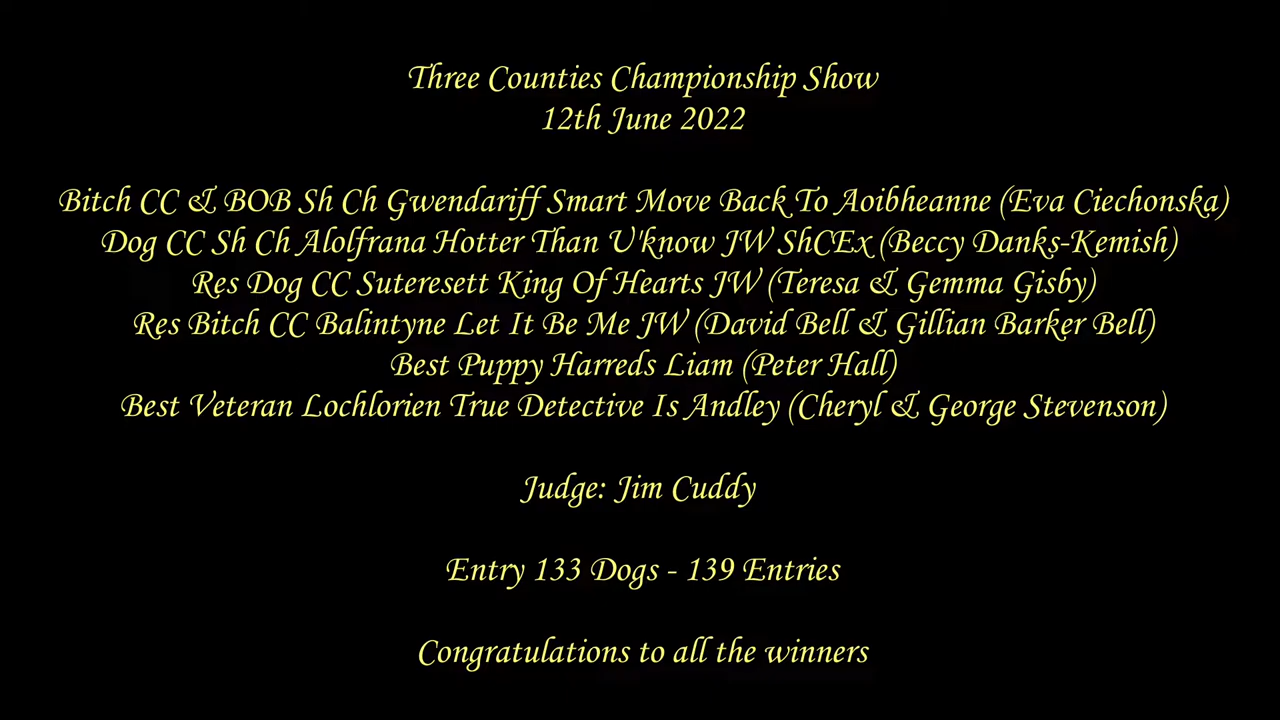 Three Counties Championship Show
12th June 2022
Bitch CC & BOB Sh Ch Gwendariff Smart Move Back To Aoibheanne (Eva Ciechonska)
Dog CC Sh Ch Alolfrana Hotter Than U'know JW ShCEx (Beccy Danks-Kemish)
Res Dog CC Suteresett King Of Hearts JW (Teresa & Gemma Gisby)
Res Bitch CC Balintyne Let It Be Me JW (David Bell & Gillian Barker Bell)
Best Puppy Harreds Liam (Peter Hall)
Best Veteran Lochlorien True Detective Is Andley (Cheryl & George Stevenson)
Judge: Jim Cuddy
Entry 133 Dogs - 139 Entries
Congratulations to all the winners